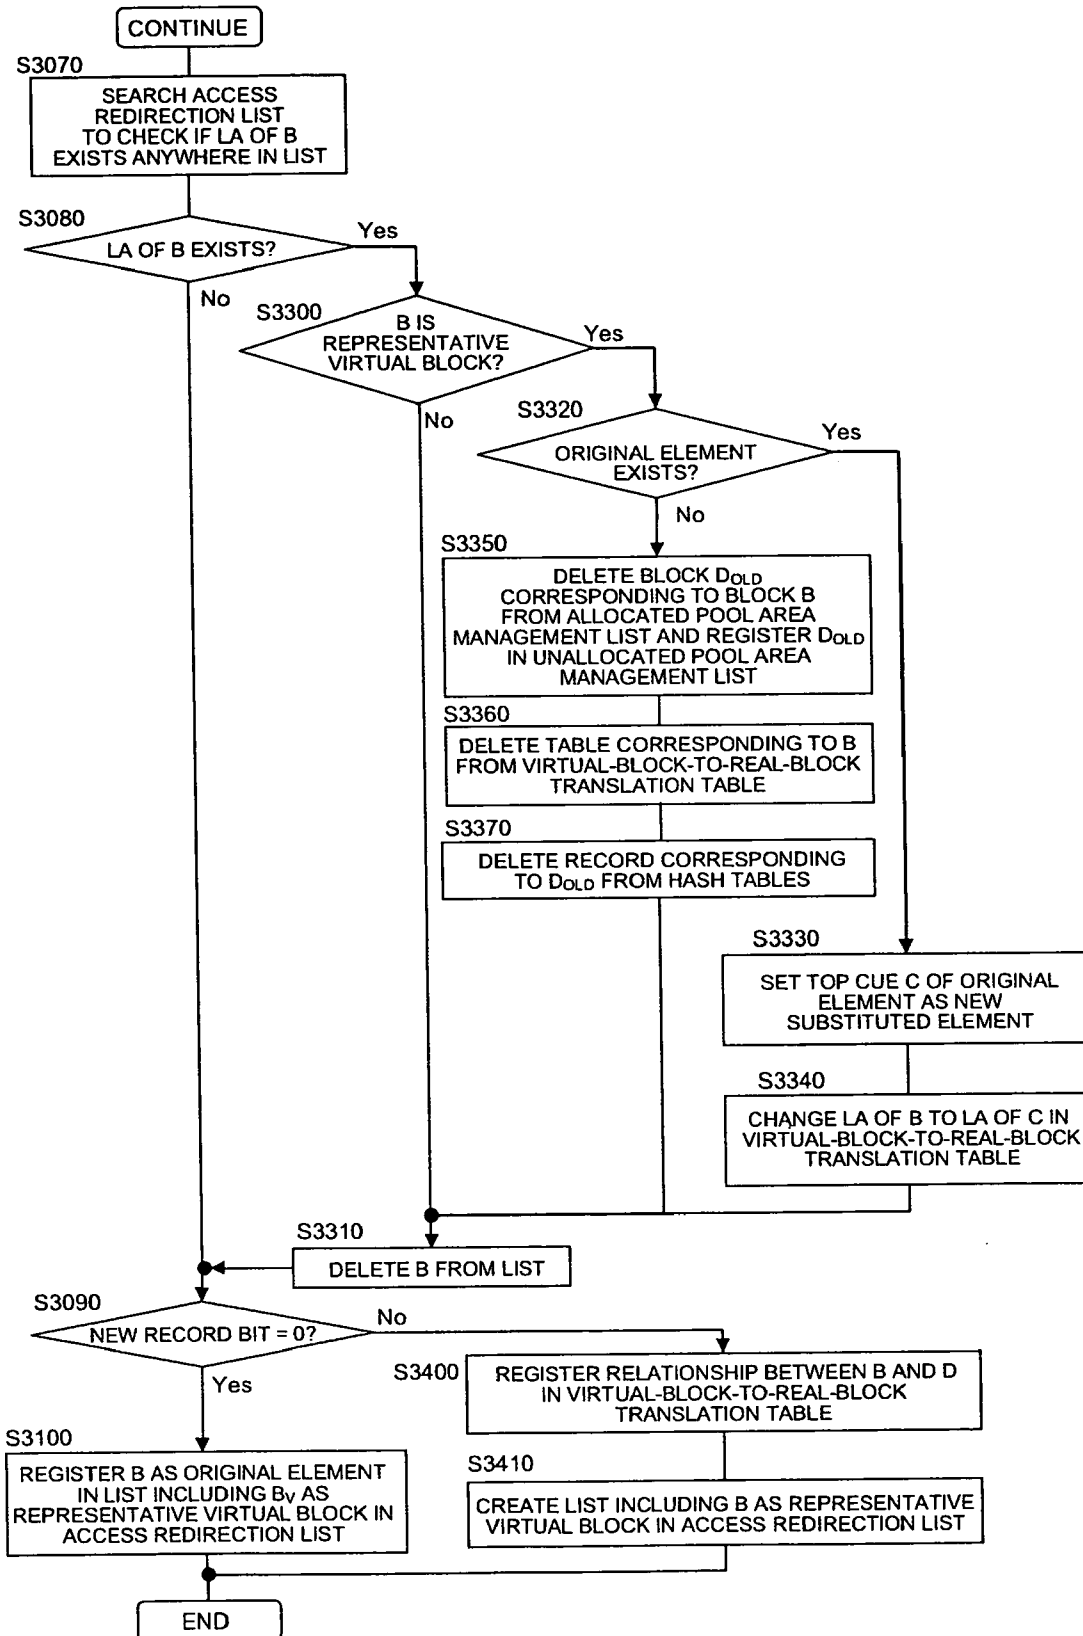 CONTINUE
S3070
SEARCH ACCESS
REDIRECTION LIST
TO CHECK IF LA OF B
EXISTS ANYWHERE IN LIST
S3080
LA OF B EXISTS?
Yes
No
S3300
B IS
REPRESENTATIVE
VIRTUAL BLOCK?
Yes
No
S3320
ORIGINAL ELEMENT
EXISTS?
Yes
No
S3350
DELETE BLOCK DOLD
CORRESPONDING TO BLOCK B
FROM ALLOCATED POOL AREA
MANAGEMENT LIST AND REGISTER DOLD
IN UNALLOCATED POOL AREA
MANAGEMENT LIST
S3360
DELETE TABLE CORRESPONDING TO B
FROM VIRTUAL-BLOCK-TO-REAL-BLOCK
TRANSLATION TABLE
S3370
DELETE RECORD CORRESPONDING
TO DOLD FROM HASH TABLES
S3330
SET TOP CUE C OF ORIGINAL
ELEMENT AS NEW
SUBSTITUTED ELEMENT
S3340
CHANGE LA OF B TO LA OF C IN
VIRTUAL-BLOCK-TO-REAL-BLOCK
TRANSLATION TABLE
S3310
DELETE B FROM LIST
S3090
NEW RECORD BIT = 0?
No
Yes
S3400
REGISTER RELATIONSHIP BETWEEN B AND D
IN VIRTUAL-BLOCK-TO-REAL-BLOCK
TRANSLATION TABLE
S3100
REGISTER B AS ORIGINAL ELEMENT
IN LIST INCLUDING BV AS
REPRESENTATIVE VIRTUAL BLOCK IN
ACCESS REDIRECTION LIST
S3410
CREATE LIST INCLUDING B AS REPRESENTATIVE
VIRTUAL BLOCK IN ACCESS REDIRECTION LIST
END